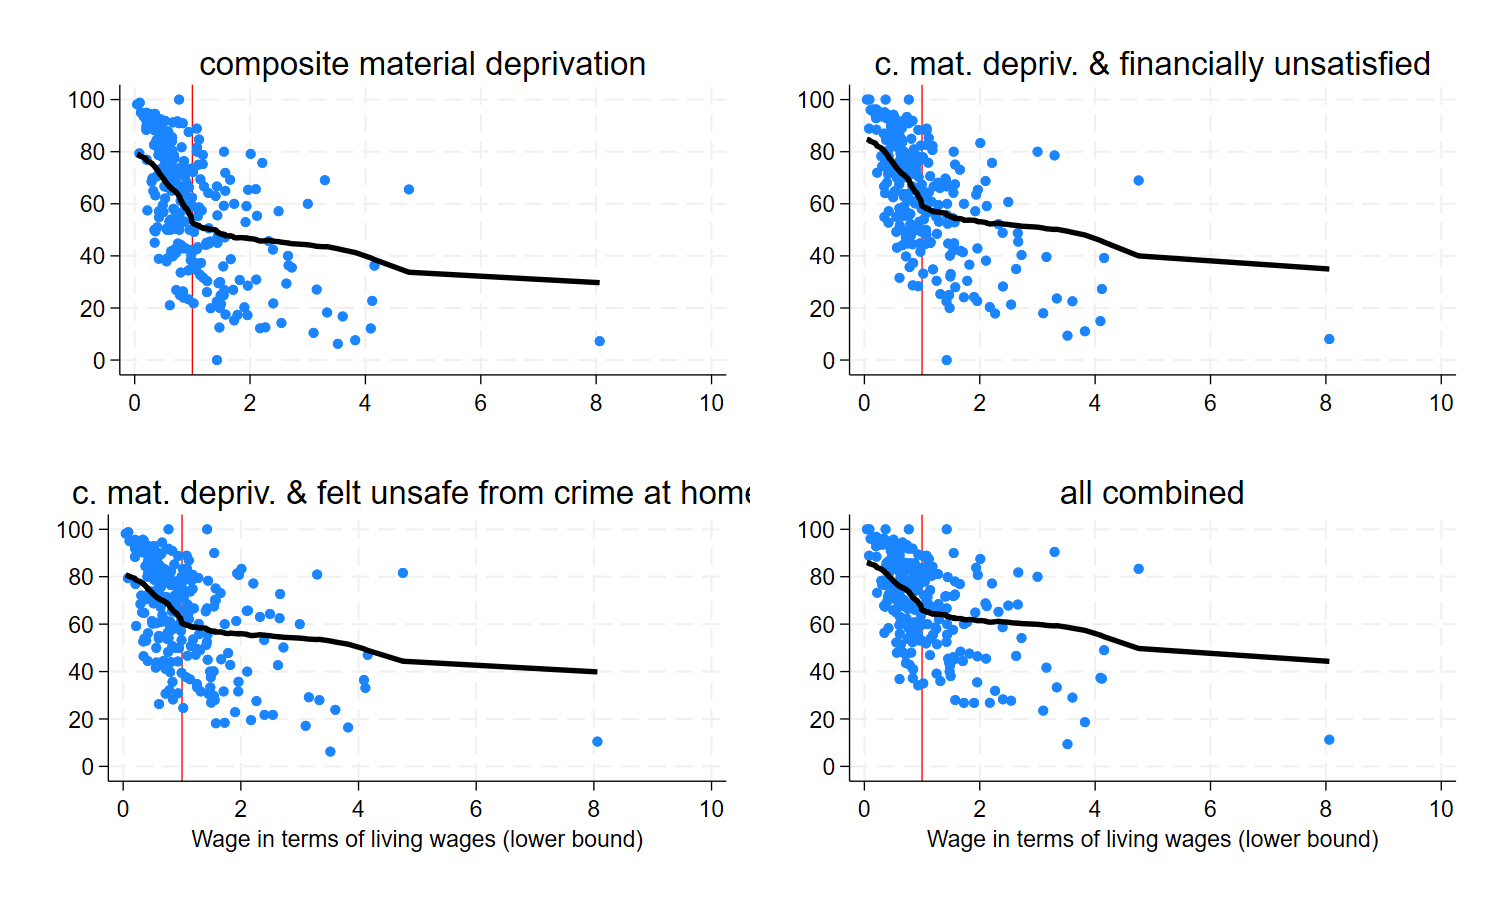 composite material deprivation
100
80
60
40
20
0
0 2 4 6 8 10
c. mat. depriv. & financially unsatisfied
100
80
60
40
20
0
0 2 4 6 8 10
c. mat. depriv. & felt unsafe from crime at home
100
80
60
40
20
0
0 2 4 6 8 10
Wage in terms of living wages (lower bound)
all combined
100
80
60
40
20
0
0 2 4 6 8 10
Wage in terms of living wages (lower bound)